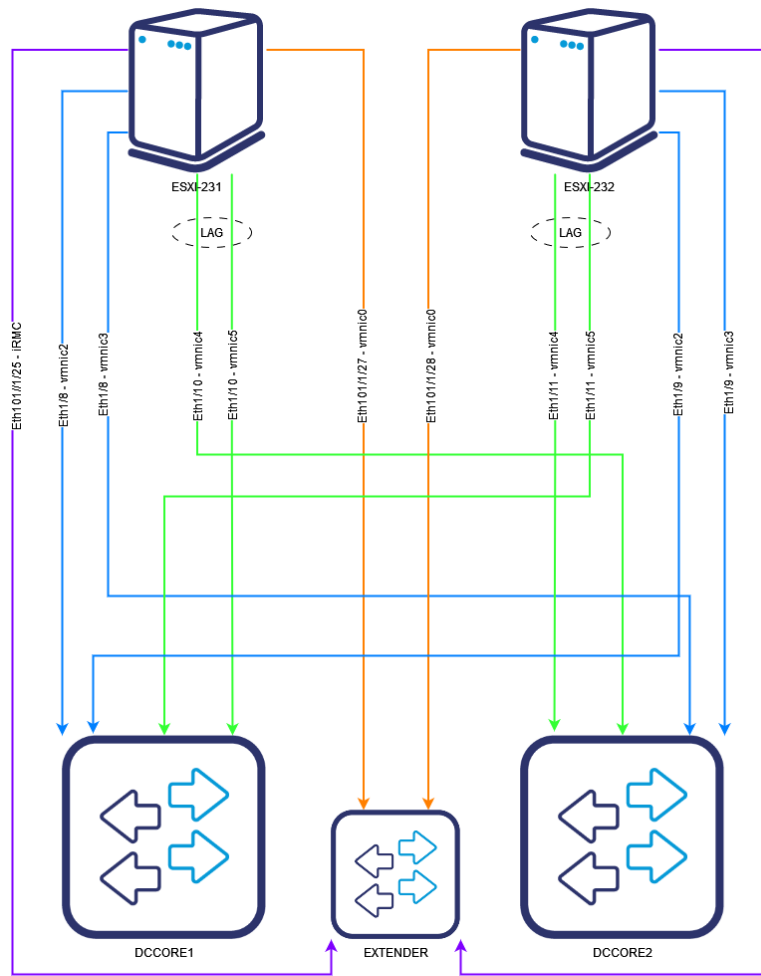 ESXI-231
ESXI-232
LAG
LAG
Eth101//1/25 - iRMC
Eth1/8 - vmnic2
Eth1/8 - vmnic3
Eth1/10 - vmnic4
Eth1/10 - vmnic5
Eth101/1/27 - vmnic0
Eth101/1/28 - vmnic0
Eth1/11 - vmnic4
Eth1/11 - vmnic5
Eth1/9 - vmnic2
Eth1/9 - vmnic3
DCCORE1
EXTENDER
DCCORE2